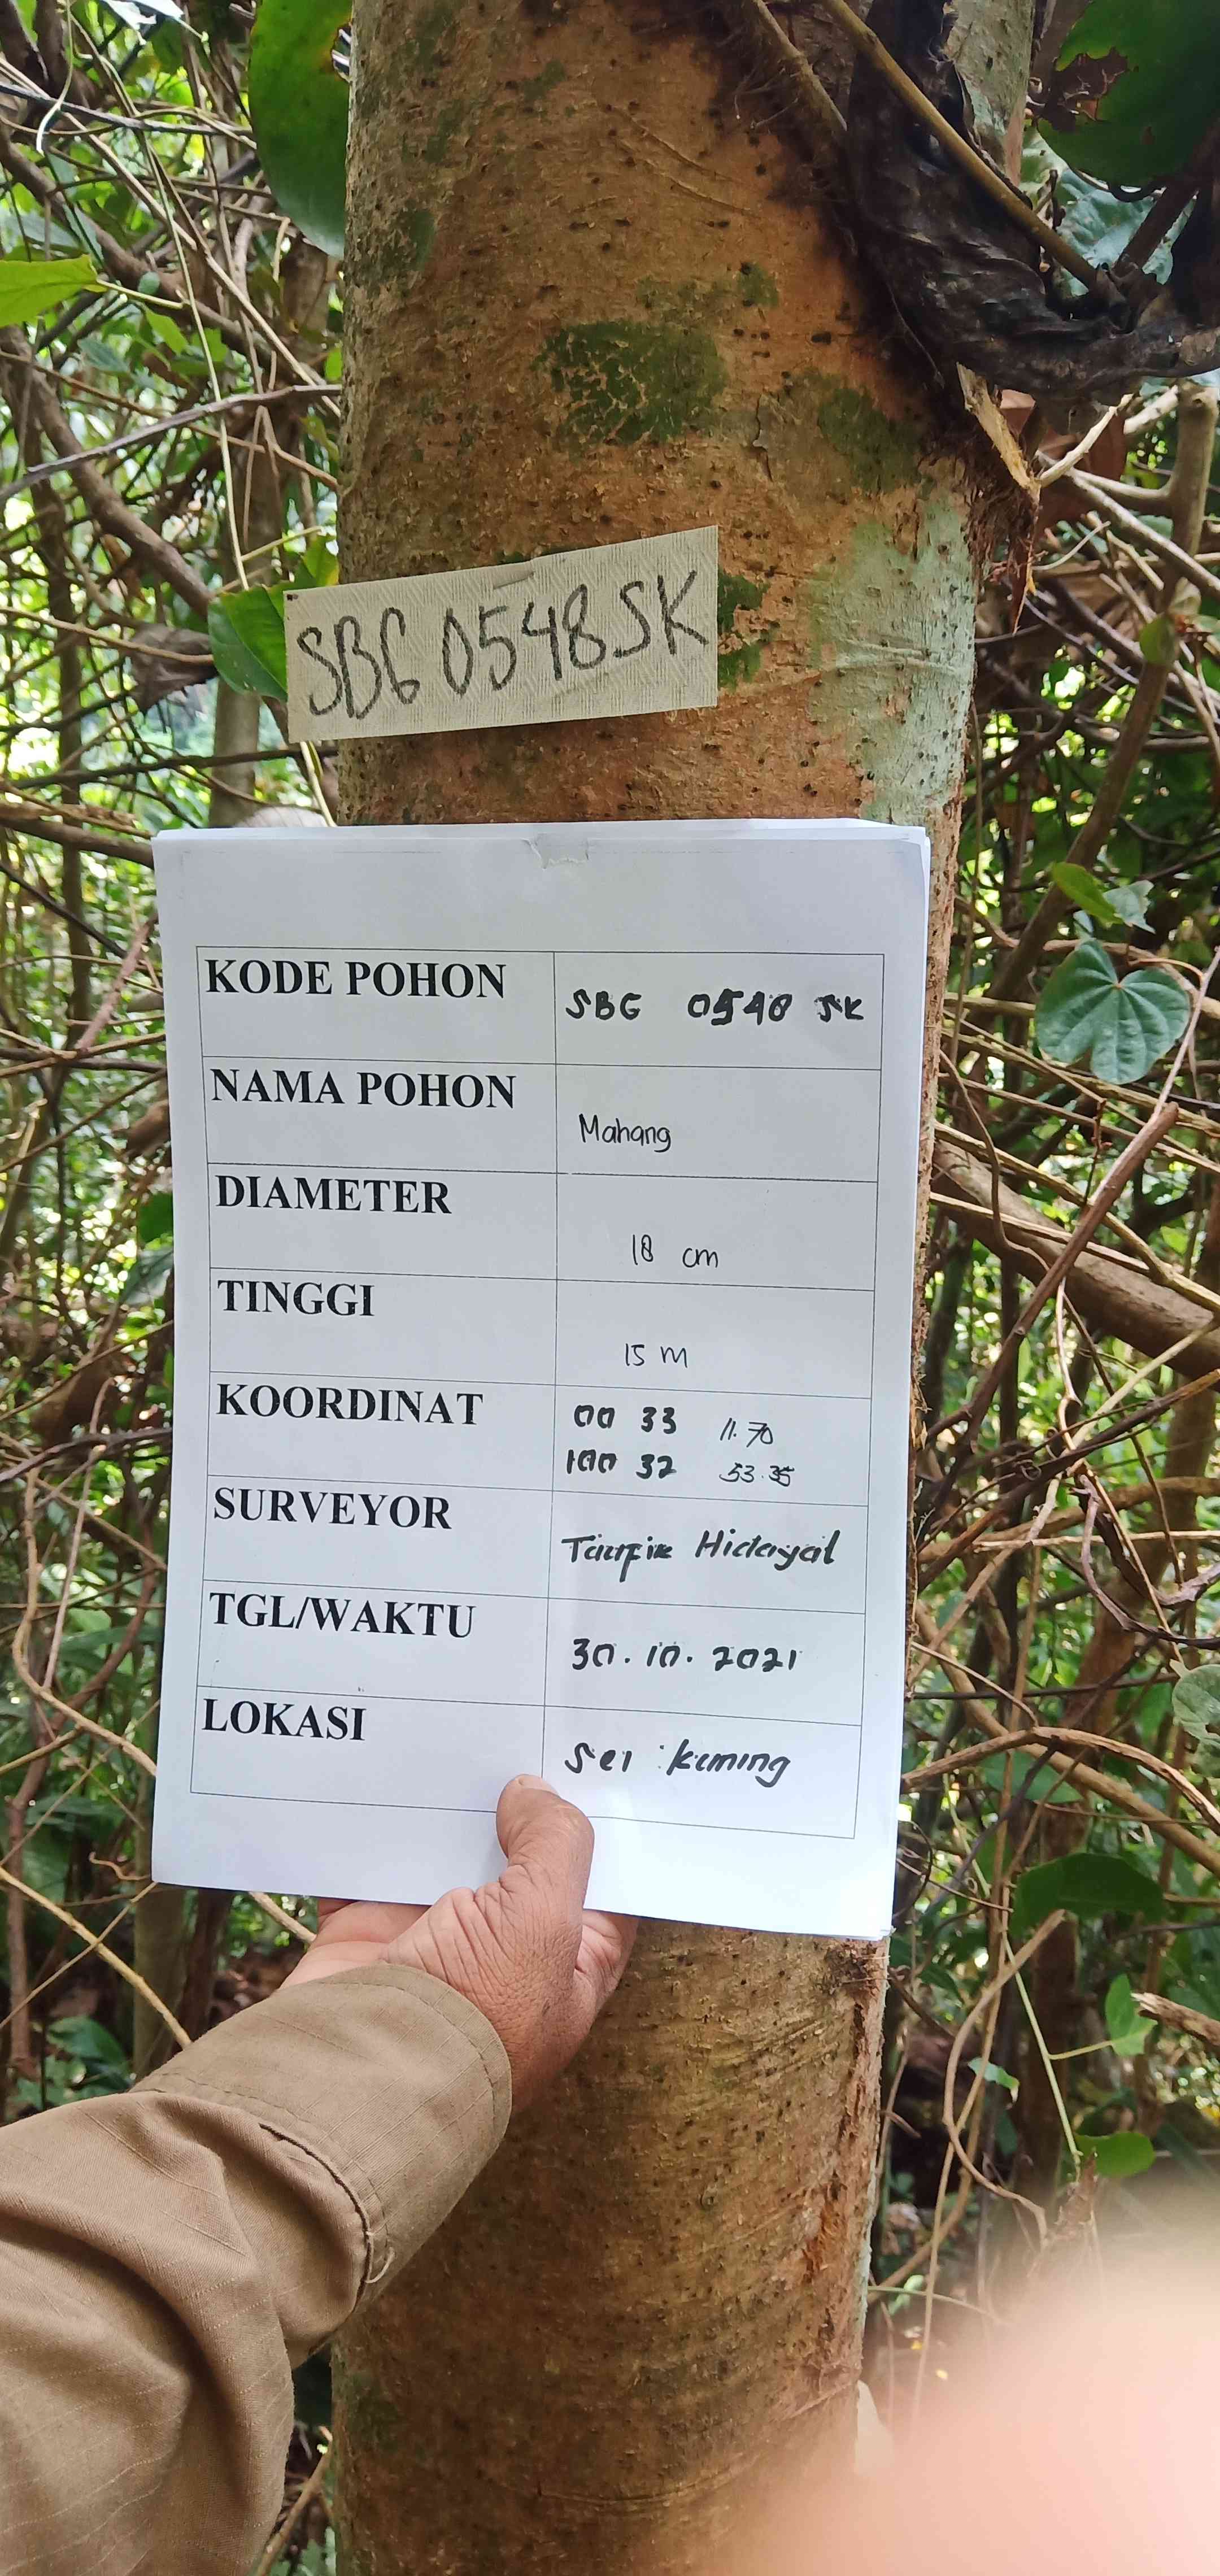 SBG 0548 SK
KODE POHON SBG 0548 SK
NAMA POHON Mahang
DIAMETER 18 cm
TINGGI 15 m
KOORDINAT 00 33 11.70
100 32 53.35
SURVEYOR Taufik Hidayat
TGL/WAKTU 30.10.2021
LOKASI Sei kuning